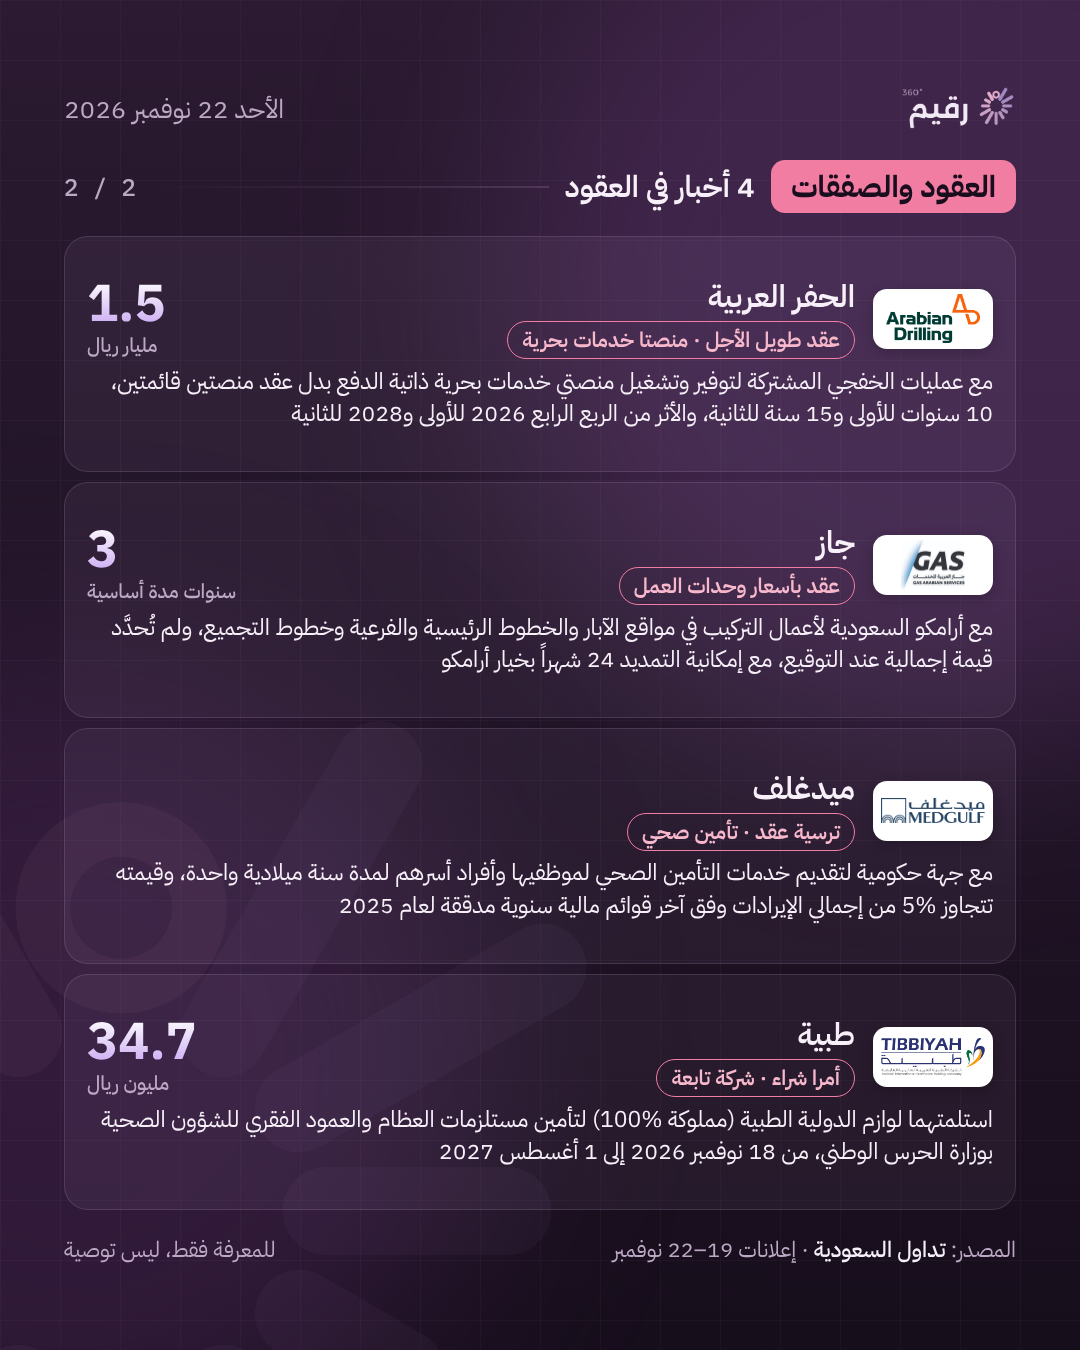 رقيم 360°
الأحد 22 نوفمبر 2026
العقود والصفقات
4 أخبار في العقود
2 / 2
Arabian
Drilling
الحفر العربية
عقد طويل الأجل · منصتا خدمات بحرية
1.5
مليار ريال
مع عمليات الخفجي المشتركة لتوفير وتشغيل منصتي خدمات بحرية ذاتية الدفع بدل عقد منصتين قائمتين،
10 سنوات للأولى و15 سنة للثانية، والأثر من الربع الرابع 2026 للأولى و2028 للثانية
GAS
GAS ARABIAN SERVICES
جاز
عقد بأسعار وحدات العمل
3
سنوات مدة أساسية
مع أرامكو السعودية لأعمال التركيب في مواقع الآبار والخطوط الرئيسية والفرعية وخطوط التجميع، ولم تُحدَّد
قيمة إجمالية عند التوقيع، مع إمكانية التمديد 24 شهراً بخيار أرامكو
ميدغلف
MEDGULF
ميدغلف
ترسية عقد · تأمين صحي
مع جهة حكومية لتقديم خدمات التأمين الصحي لموظفيها وأفراد أسرهم لمدة سنة ميلادية واحدة، وقيمته
تتجاوز 5% من إجمالي الإيرادات وفق آخر قوائم مالية سنوية مدققة لعام 2025
TIBBIYAH
طبية
طبية
أمرا شراء · شركة تابعة
34.7
مليون ريال
استلمتهما لوازم الدولية الطبية (مملوكة 100%) لتأمين مستلزمات العظام والعمود الفقري للشؤون الصحية
بوزارة الحرس الوطني، من 18 نوفمبر 2026 إلى 1 أغسطس 2027
المصدر: تداول السعودية · إعلانات 19–22 نوفمبر
للمعرفة فقط، ليس توصية